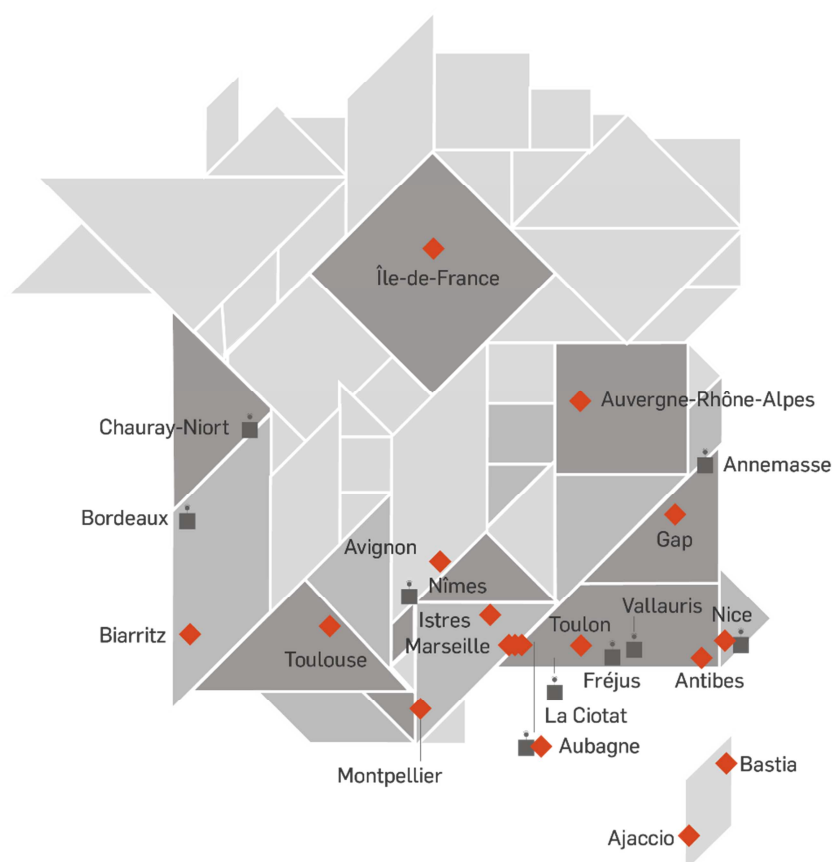 Île-de-France
Auvergne-Rhône-Alpes
Chauray-Niort
Annemasse
Bordeaux
Gap
Avignon
Nîmes
Vallauris
Istres
Nice
Biarritz
Toulouse
Marseille
Toulon
Fréjus
Antibes
La Ciotat
Aubagne
Montpellier
Bastia
Ajaccio